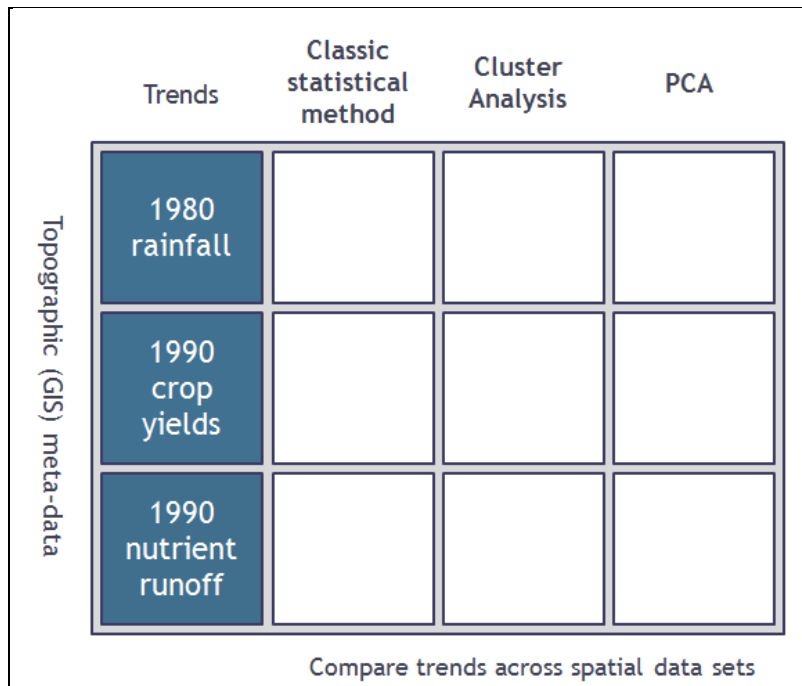 Trends
Classic
statistical
method
Cluster
Analysis
PCA
Topographic (GIS) meta-data
1980
rainfall
1990
crop
yields
1990
nutrient
runoff
Compare trends across spatial data sets